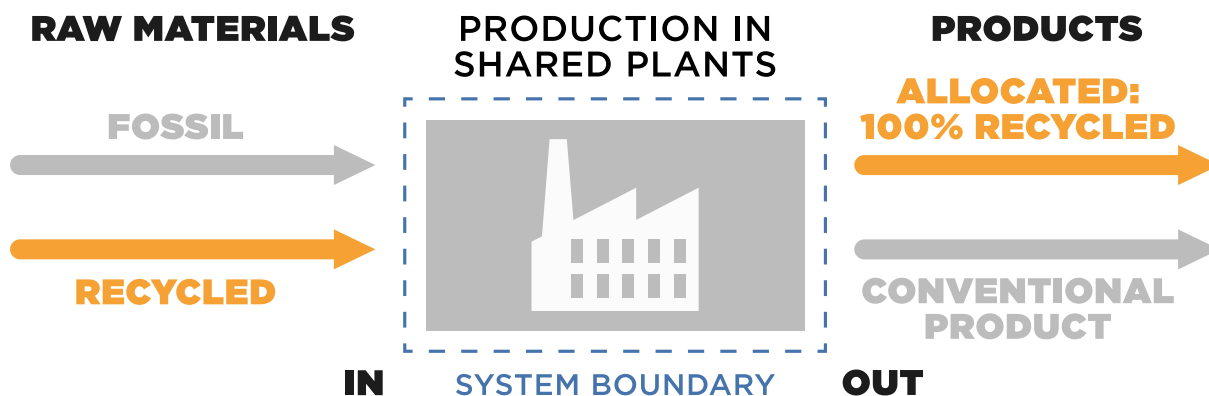 RAW MATERIALS
PRODUCTION IN
SHARED PLANTS
PRODUCTS
FOSSIL
RECYCLED
ALLOCATED:
100% RECYCLED
CONVENTIONAL
PRODUCT
IN
SYSTEM BOUNDARY
OUT